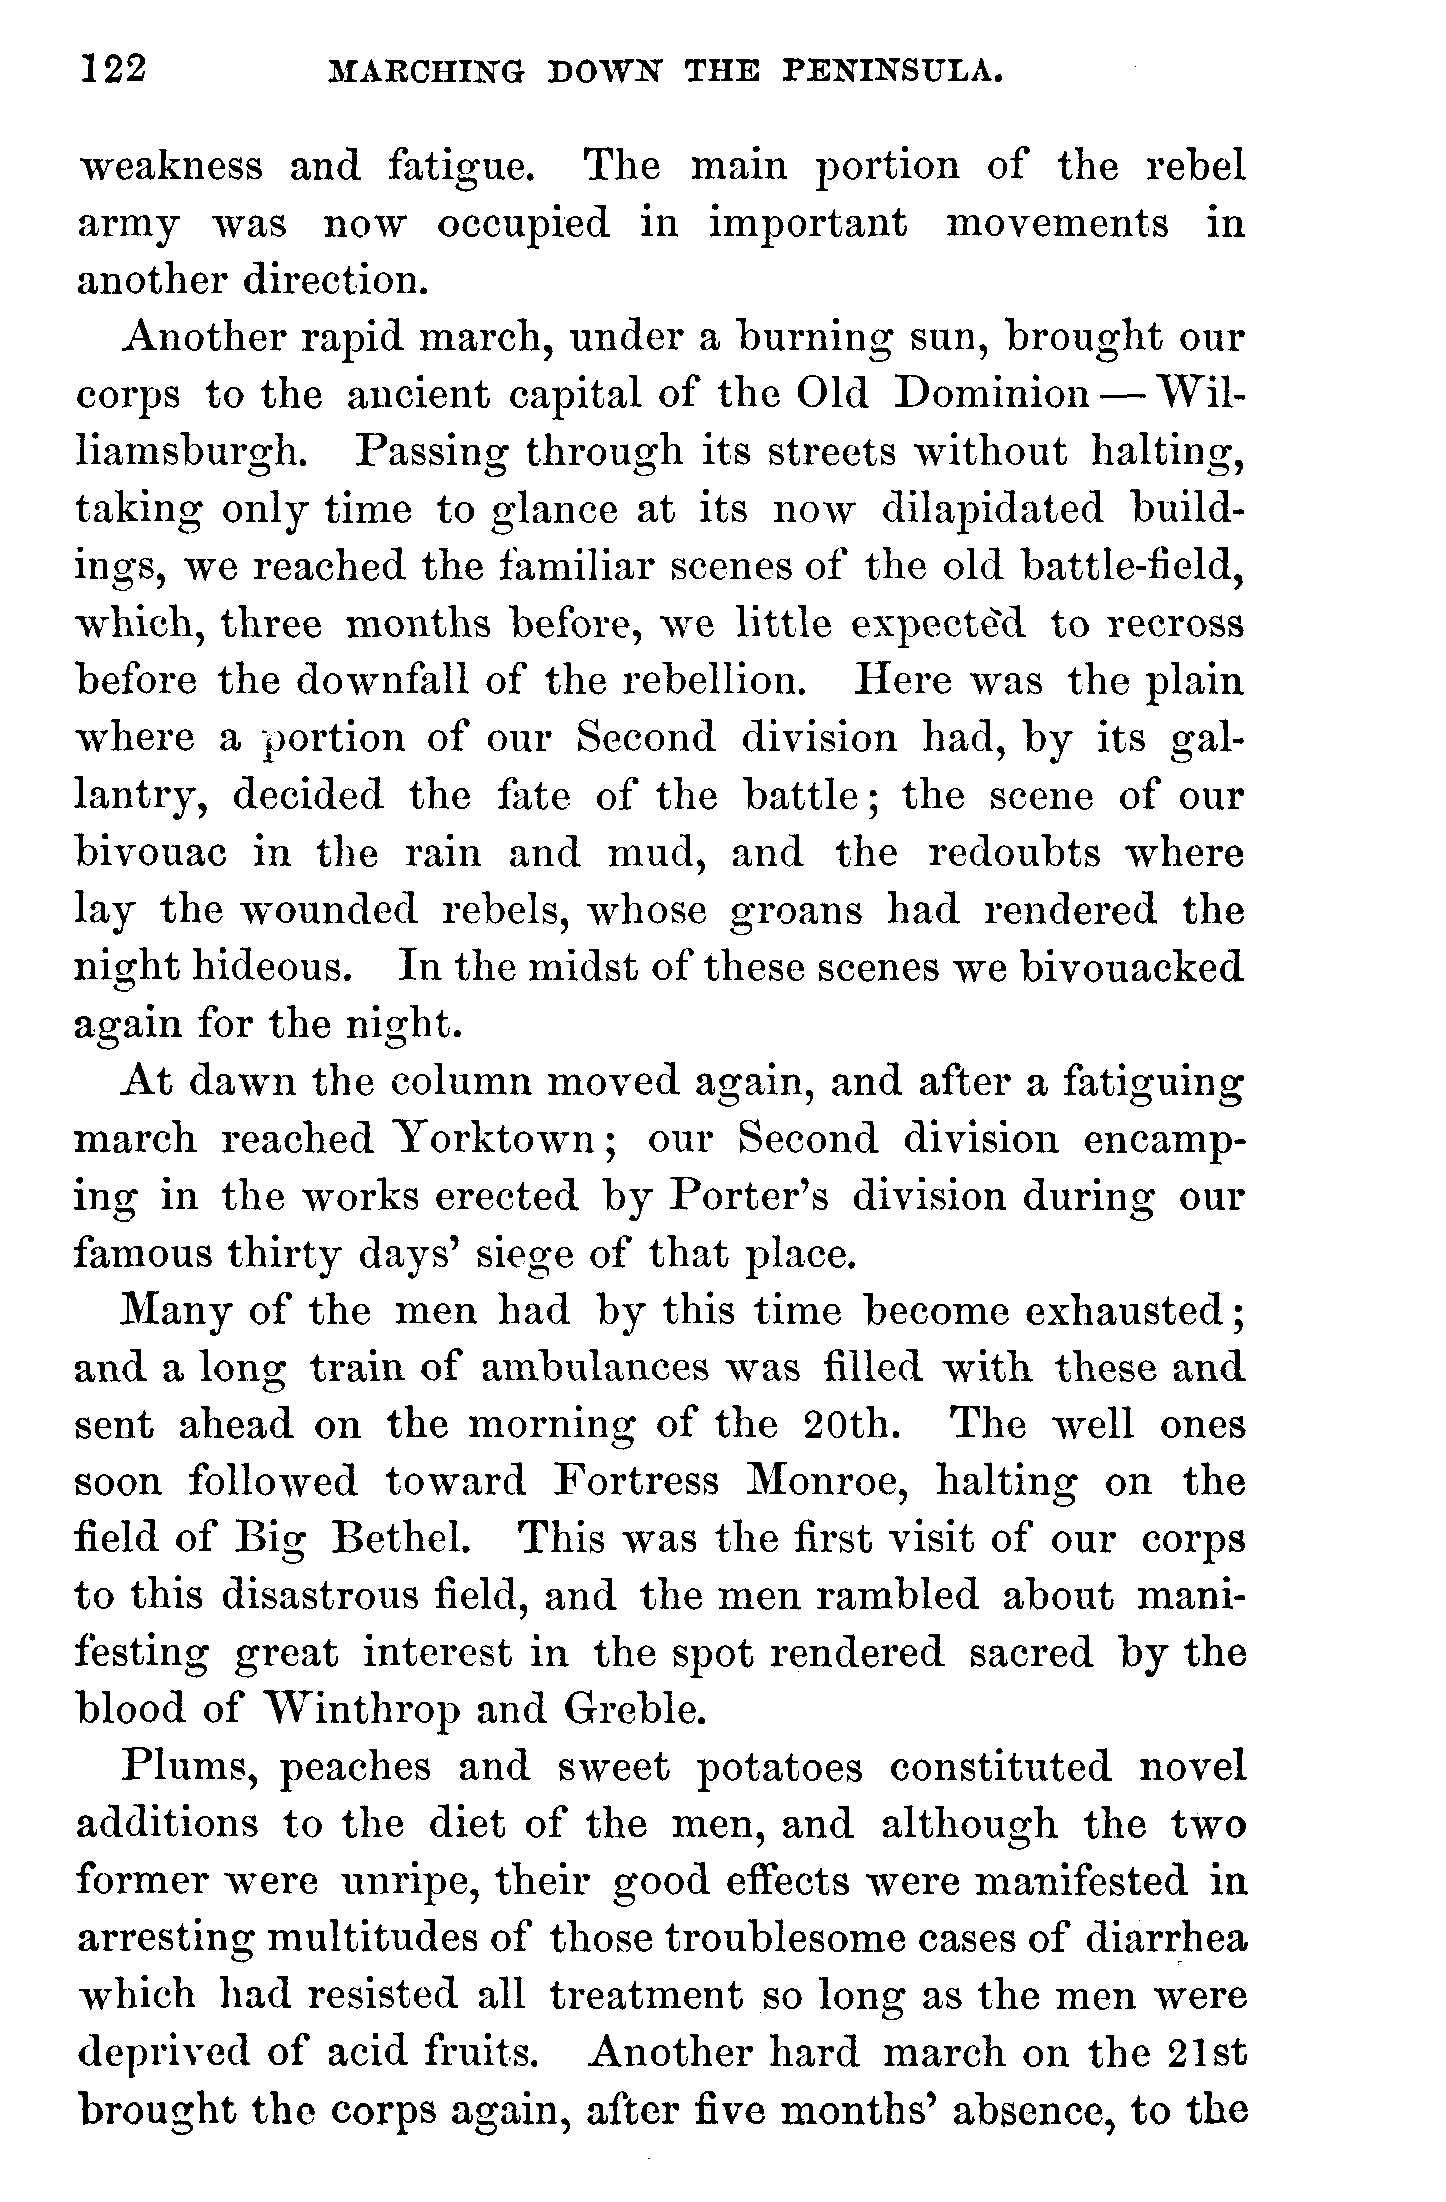 122 MARCHING DOWN THE PENINSULA.
weakness and fatigue. The main portion of the rebel
army was now occupied in important movements in
another direction.
Another rapid march, under a burning sun, brought our
corps to the ancient capital of the Old Dominion — Wil-
liamsburgh. Passing through its streets without halting,
taking only time to glance at its now dilapidated build-
ings, we reached the familiar scenes of the old battle-field,
which, three months before, we little expected to recross
before the downfall of the rebellion. Here was the plain
where a portion of our Second division had, by its gal-
lantry, decided the fate of the battle; the scene of our
bivouac in the rain and mud, and the redoubts where
lay the wounded rebels, whose groans had rendered the
night hideous. In the midst of these scenes we bivouacked
again for the night.
At dawn the column moved again, and after a fatiguing
march reached Yorktown; our Second division encamp-
ing in the works erected by Porter's division during our
famous thirty days' siege of that place.
Many of the men had by this time become exhausted;
and a long train of ambulances was filled with these and
sent ahead on the morning of the 20th. The well ones
soon followed toward Fortress Monroe, halting on the
field of Big Bethel. This was the first visit of our corps
to this disastrous field, and the men rambled about mani-
festing great interest in the spot rendered sacred by the
blood of Winthrop and Greble.
Plums, peaches and sweet potatoes constituted novel
additions to the diet of the men, and although the two
former were unripe, their good effects were manifested in
arresting multitudes of those troublesome cases of diarrhea
which had resisted all treatment so long as the men were
deprived of acid fruits. Another hard march on the 21st
brought the corps again, after five months' absence, to the